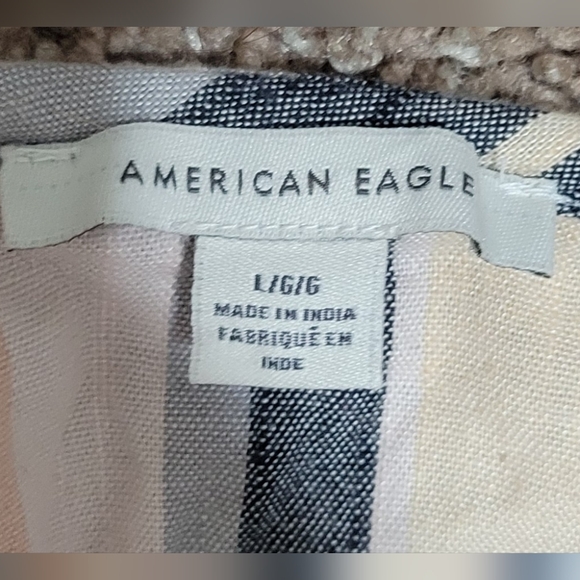 AMERICAN EAGLE
L/G/G
MADE IN INDIA
FABRIQUÉ EN
INDE